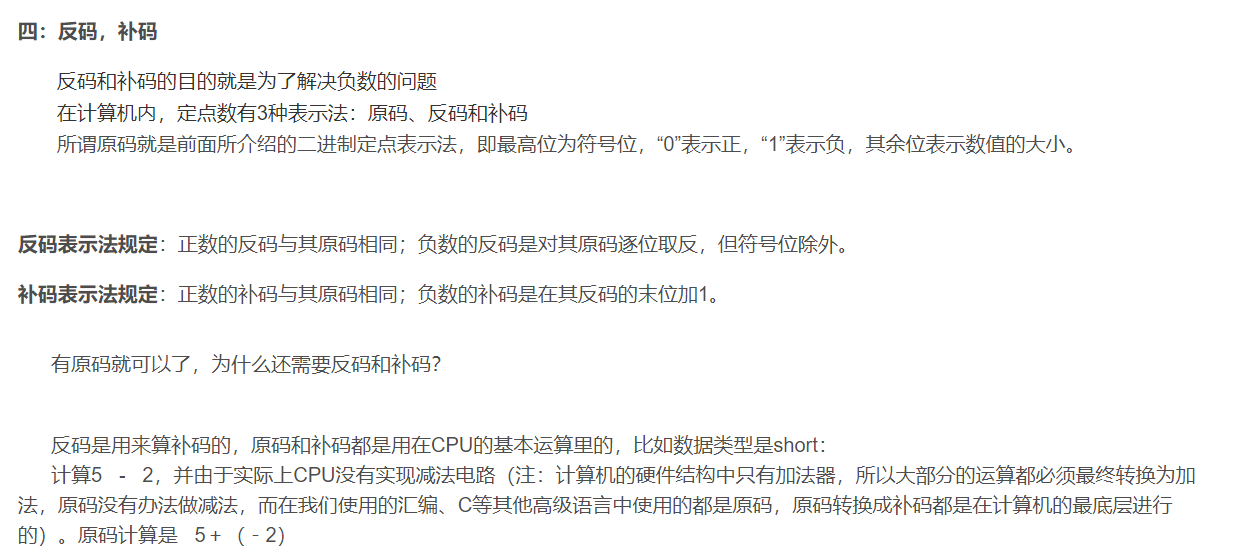 四：反码，补码
反码和补码的目的就是为了解决负数的问题
在计算机内，定点数有3种表示法：原码、反码和补码
所谓原码就是前面所介绍的二进制定点表示法，即最高位为符号位，“0”表示正，“1”表示负，其余位表示数值的大小。
反码表示法规定：正数的反码与其原码相同；负数的反码是对其原码逐位取反，但符号位除外。
补码表示法规定：正数的补码与其原码相同；负数的补码是在其反码的末位加1。
有原码就可以了，为什么还需要反码和补码？
反码是用来算补码的，原码和补码都是用在CPU的基本运算里的，比如数据类型是short：
计算5 - 2，并由于实际上CPU没有实现减法电路（注：计算机的硬件结构中只有加法器，所以大部分的运算都必须最终转换为加
法，原码没有办法做减法，而在我们使用的汇编、C等其他高级语言中使用的都是原码，原码转换成补码都是在计算机的最底层进行
的）。原码计算是 5＋（－2）